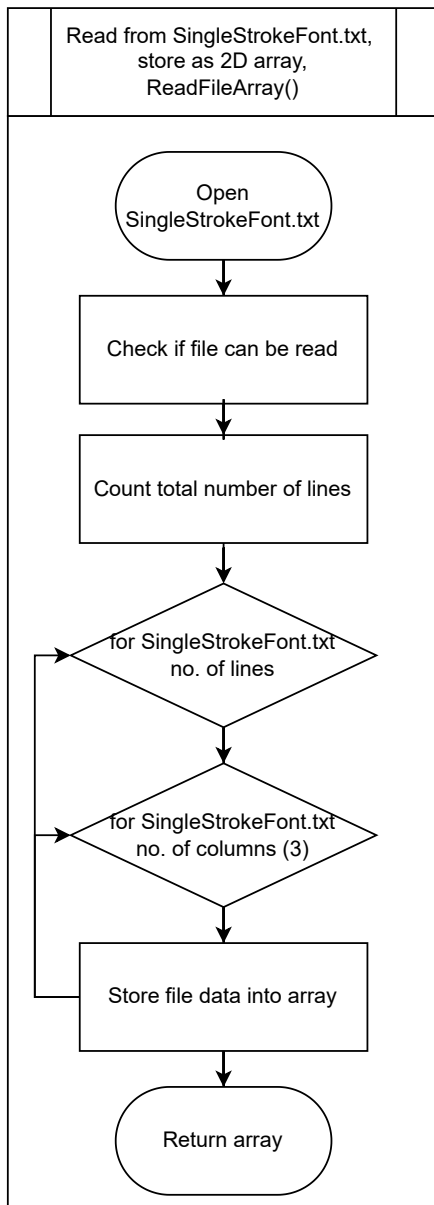 Read from SingleStrokeFont.txt,
store as 2D array,
ReadFileArray()
Open
SingleStrokeFont.txt
Check if file can be read
Count total number of lines
for SingleStrokeFont.txt
no. of lines
for SingleStrokeFont.txt
no. of columns (3)
Store file data into array
Return array